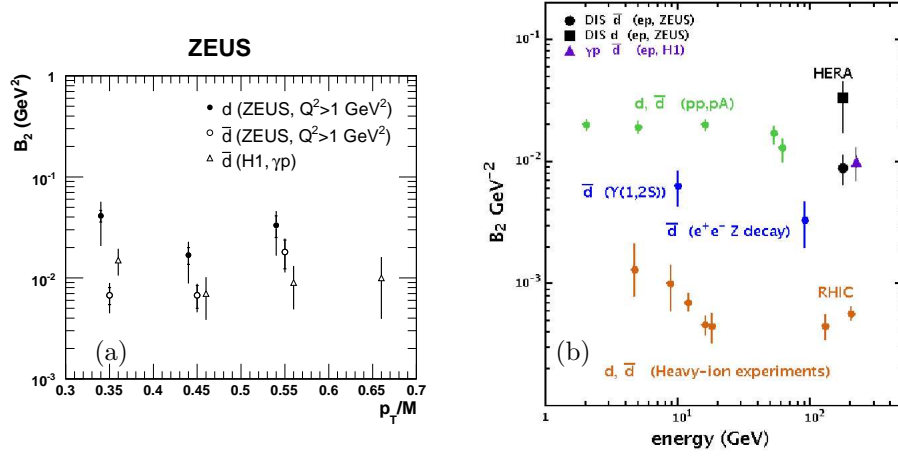 ZEUS
B₂ (GeV²)
1
10⁻¹
10⁻²
10⁻³
d (ZEUS, Q²>1 GeV²)
d̅ (ZEUS, Q²>1 GeV²)
d̅ (H1, γp)
(a)
0.3 0.4 0.5 0.6 0.7
0.35 0.45 0.55 0.65
p_T/M
DIS d̅ (ep, ZEUS)
DIS d (ep, ZEUS)
γp d̅ (ep, H1)
HERA
d, d̅ (pp,pA)
d̅ (Υ(1,2S))
d̅ (e⁺e⁻ Z decay)
RHIC
d, d̅ (Heavy-ion experiments)
(b)
B₂ GeV⁻²
10⁻¹
10⁻²
10⁻³
1 10¹ 10²
energy (GeV)